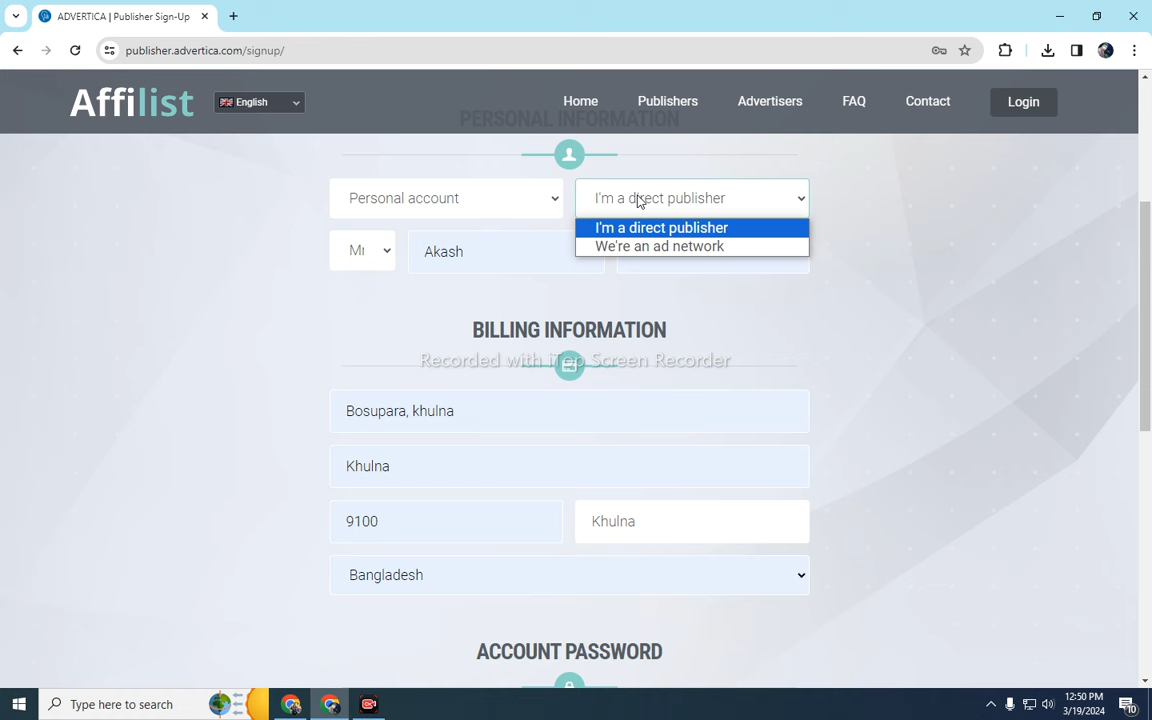 ADVERTICA | Publisher Sign-Up
publisher.advertica.com/signup/
Affilist
English
Home
Publishers
Advertisers
FAQ
Contact
Login
PERSONAL INFORMATION
Personal account
I'm a direct publisher
I'm a direct publisher
We're an ad network
Akash
BILLING INFORMATION
Recorded with iTop Screen Recorder
Bosupara, khulna
Khulna
9100
Khulna
Bangladesh
ACCOUNT PASSWORD
Type here to search
12:50 PM
3/19/2024
10